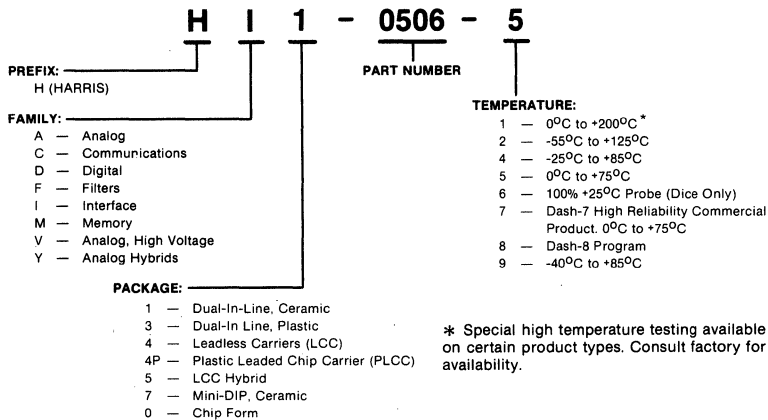 H I 1 - 0506 - 5
PREFIX:
H (HARRIS)
PART NUMBER
FAMILY:
A — Analog
C — Communications
D — Digital
F — Filters
I — Interface
M — Memory
V — Analog, High Voltage
Y — Analog Hybrids
TEMPERATURE:
1 — 0°C to +200°C*
2 — -55°C to +125°C
4 — -25°C to +85°C
5 — 0°C to +75°C
6 — 100% +25°C Probe (Dice Only)
7 — Dash-7 High Reliability Commercial
Product. 0°C to +75°C
8 — Dash-8 Program
9 — -40°C to +85°C
PACKAGE:
1 — Dual-In-Line, Ceramic
3 — Dual-In Line, Plastic
4 — Leadless Carriers (LCC)
4P — Plastic Leaded Chip Carrier (PLCC)
5 — LCC Hybrid
7 — Mini-DIP, Ceramic
0 — Chip Form
* Special high temperature testing available
on certain product types. Consult factory for
availability.